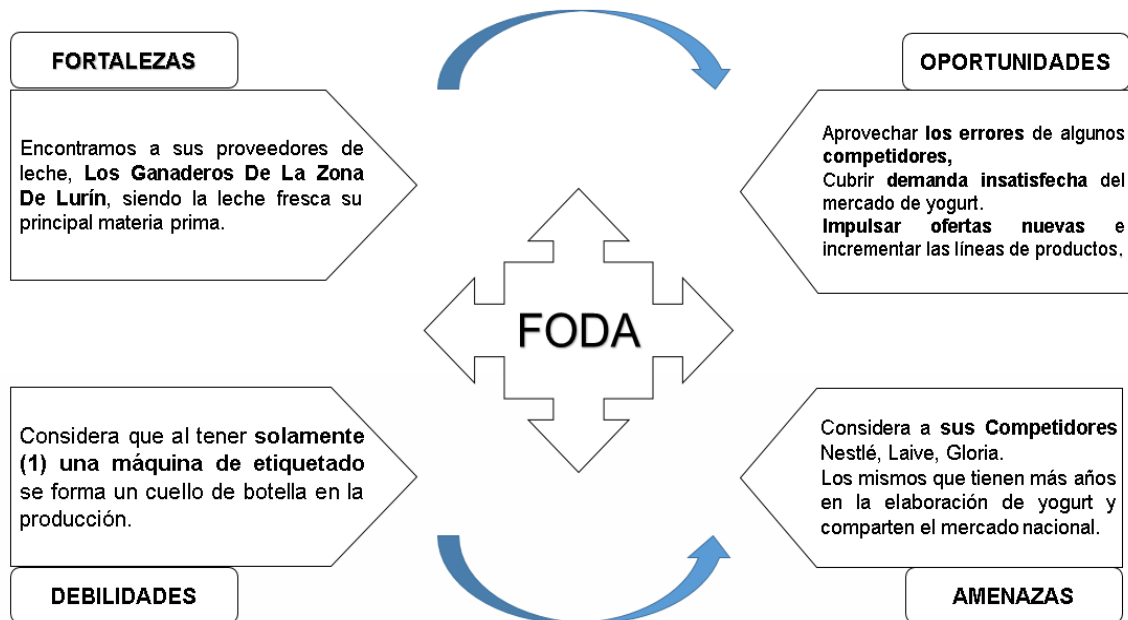 FORTALEZAS
Encontramos a sus proveedores de
leche, Los Ganaderos De La Zona
De Lurín, siendo la leche fresca su
principal materia prima.
OPORTUNIDADES
Aprovechar los errores de algunos
competidores,
Cubrir demanda insatisfecha del
mercado de yogurt.
Impulsar ofertas nuevas e
incrementar las líneas de productos,
FODA
Considera que al tener solamente
(1) una máquina de etiquetado
se forma un cuello de botella en la
producción.
DEBILIDADES
Considera a sus Competidores
Nestlé, Laive, Gloria.
Los mismos que tienen más años
en la elaboración de yogurt y
comparten el mercado nacional.
AMENAZAS